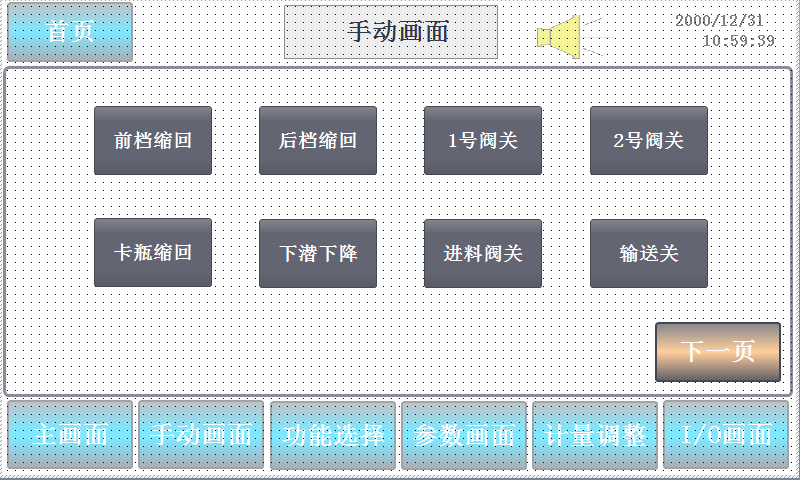 首页
手动画面
2000/12/31
10:59:39
前档缩回
后档缩回
1号阀关
2号阀关
卡瓶缩回
下潜下降
进料阀关
输送关
下一页
主画面
手动画面
功能选择
参数画面
计量调整
I/O画面